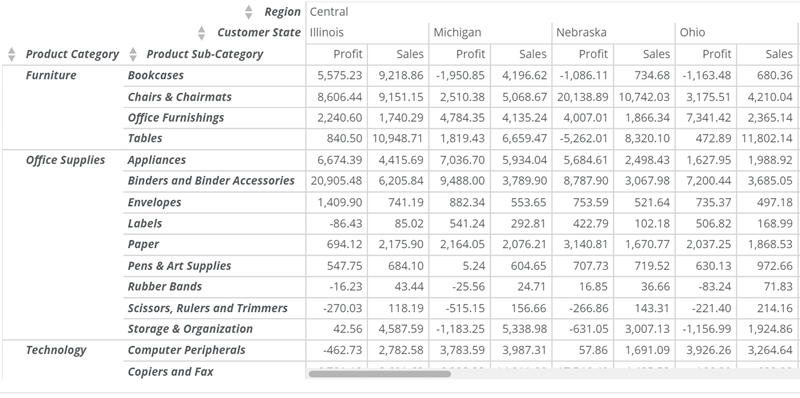 Region Central
Customer State Illinois Michigan Nebraska Ohio
Product Category Product Sub-Category Profit Sales Profit Sales Profit Sales Profit Sales
Furniture Bookcases 5,575.23 9,218.86 -1,950.85 4,196.62 -1,086.11 734.68 -1,163.48 680.36
Chairs & Chairmats 8,606.44 9,151.15 2,510.38 5,068.67 20,138.89 10,742.03 3,175.51 4,210.04
Office Furnishings 2,240.60 1,740.29 4,784.35 4,135.24 4,007.01 1,866.34 7,341.42 2,365.14
Tables 840.50 10,948.71 1,819.43 6,659.47 -5,262.01 8,320.10 472.89 11,802.14
Office Supplies Appliances 6,674.39 4,415.69 7,036.70 5,934.04 5,684.61 2,498.43 1,627.95 1,988.92
Binders and Binder Accessories 20,905.48 6,205.84 9,488.00 3,789.90 8,787.90 3,067.98 7,200.44 3,685.05
Envelopes 1,409.90 741.19 882.34 553.65 753.59 521.64 735.37 497.18
Labels -86.43 85.02 541.24 292.81 422.79 102.18 506.82 168.99
Paper 694.12 2,175.90 2,164.05 2,076.21 3,140.81 1,670.77 2,037.25 1,868.53
Pens & Art Supplies 547.75 684.10 5.24 604.65 707.73 719.52 630.13 972.66
Rubber Bands -16.23 43.44 -25.56 24.71 16.85 36.66 -83.24 71.83
Scissors, Rulers and Trimmers -270.03 118.19 -515.15 156.66 -266.86 143.31 -221.40 214.16
Storage & Organization 42.56 4,587.59 -1,183.25 5,338.98 -631.05 3,007.13 -1,156.99 1,924.86
Technology Computer Peripherals -462.73 2,782.58 3,783.59 3,987.31 57.86 1,691.09 3,926.26 3,264.64
Copiers and Fax